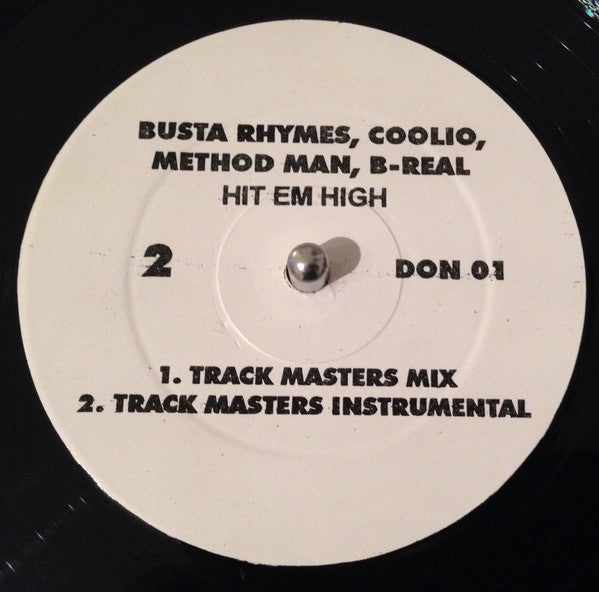 BUSTA RHYMES, COOLIO,
METHOD MAN, B-REAL
HIT EM HIGH
2
DON 01
1. TRACK MASTERS MIX
2. TRACK MASTERS INSTRUMENTAL